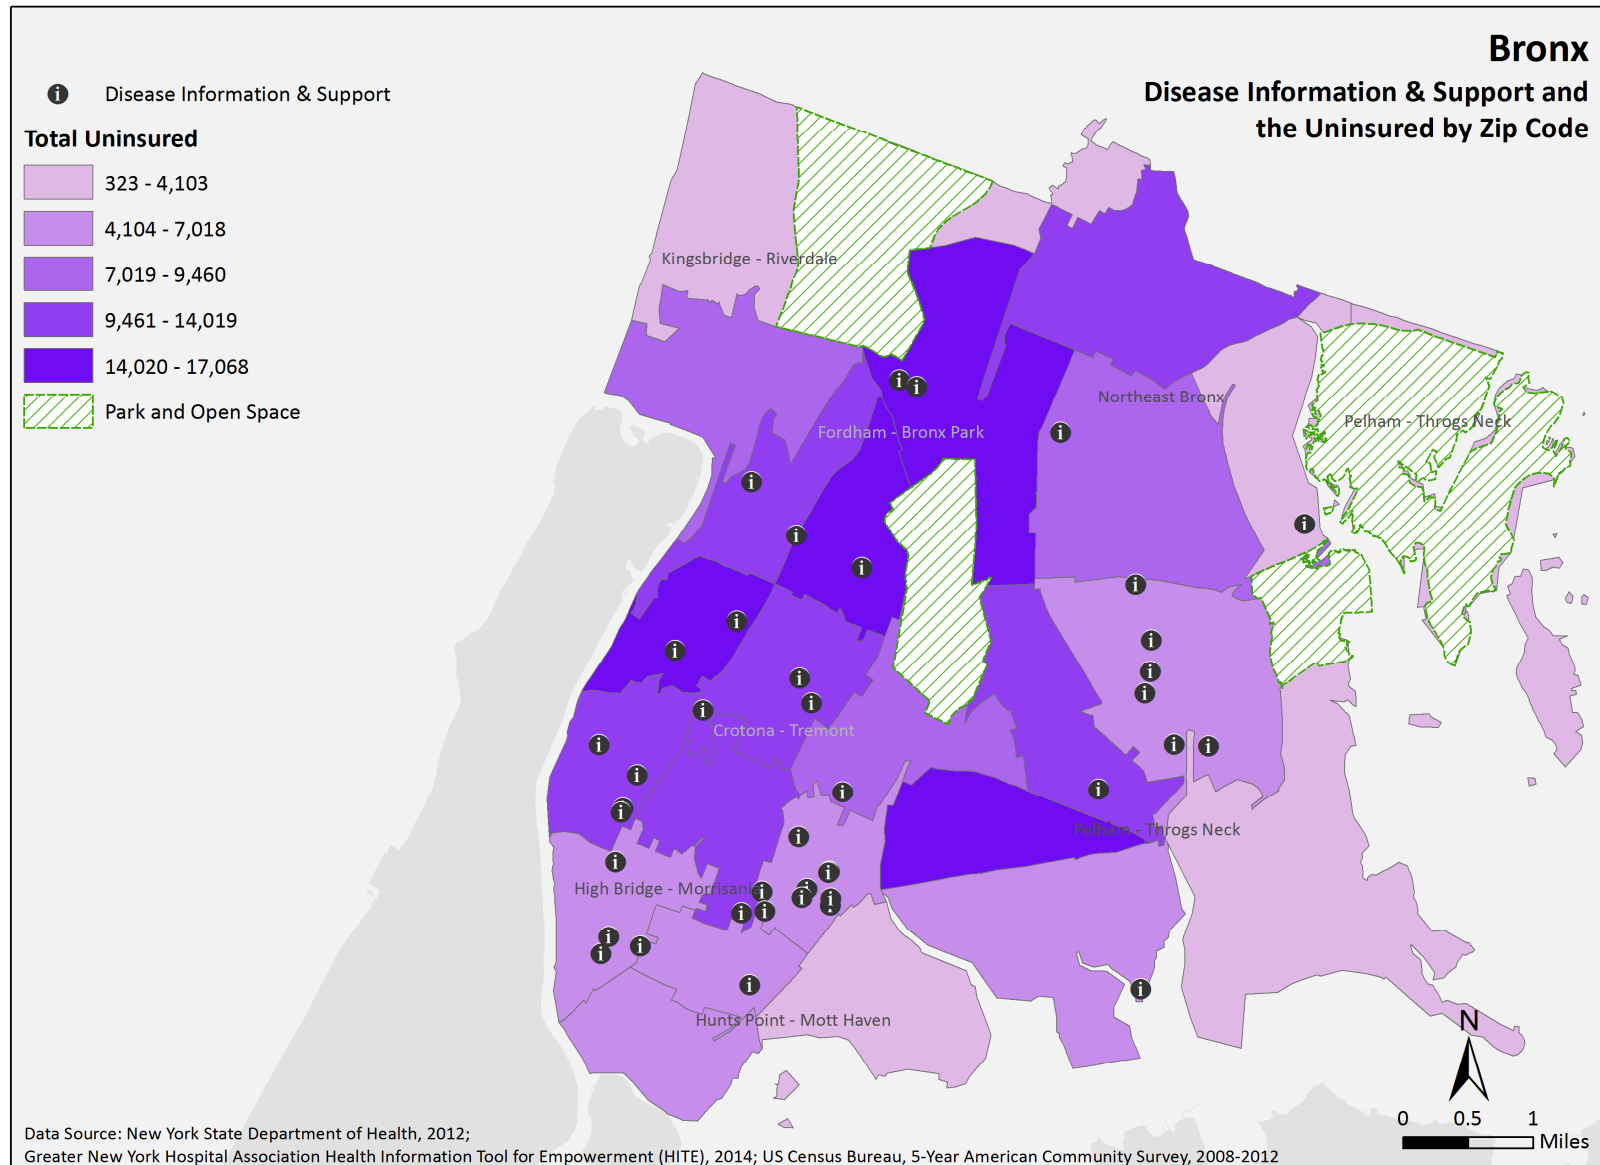 Bronx
Disease Information & Support and
the Uninsured by Zip Code
i Disease Information & Support
Total Uninsured
323 - 4,103
4,104 - 7,018
7,019 - 9,460
9,461 - 14,019
14,020 - 17,068
Park and Open Space
Kingsbridge - Riverdale
Northeast Bronx
Pelham - Throgs Neck
Fordham - Bronx Park
Crotona - Tremont
Pelham - Throgs Neck
High Bridge - Morrisania
Hunts Point - Mott Haven
N
0 0.5 1
Miles
Data Source: New York State Department of Health, 2012;
Greater New York Hospital Association Health Information Tool for Empowerment (HITE), 2014; US Census Bureau, 5-Year American Community Survey, 2008-2012